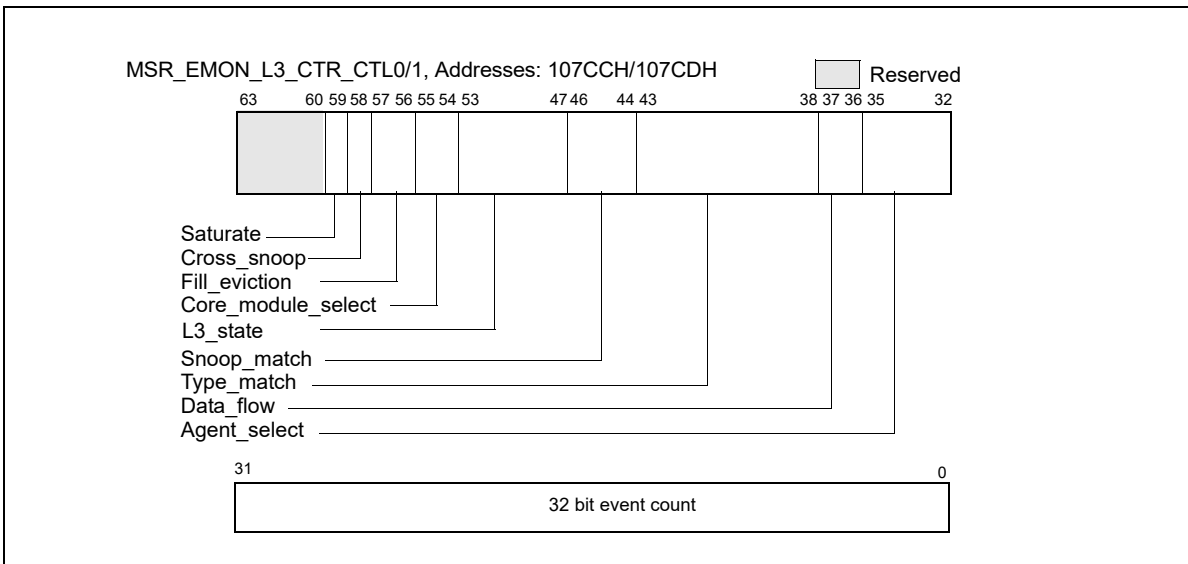 MSR_EMON_L3_CTR_CTL0/1, Addresses: 107CCH/107CDH
Reserved
63 60 59 58 57 56 55 54 53 47 46 44 43 38 37 36 35 32
Saturate
Cross_snoop
Fill_eviction
Core_module_select
L3_state
Snoop_match
Type_match
Data_flow
Agent_select
31 0
32 bit event count